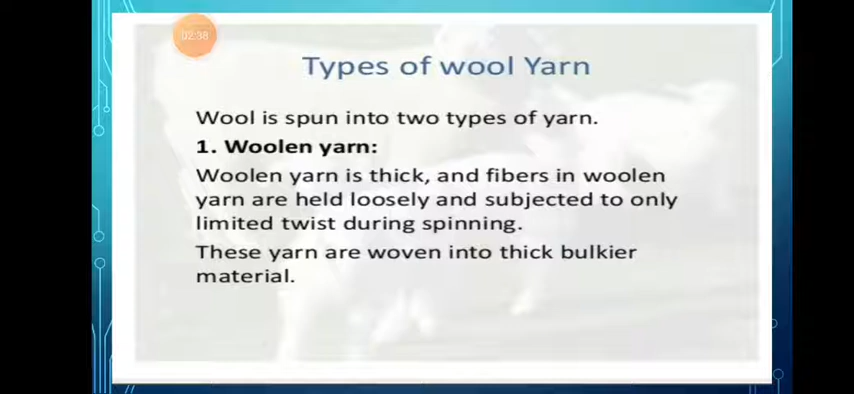 02:38
Types of wool Yarn
Wool is spun into two types of yarn.
1. Woolen yarn:
Woolen yarn is thick, and fibers in woolen
yarn are held loosely and subjected to only
limited twist during spinning.
These yarn are woven into thick bulkier
material.